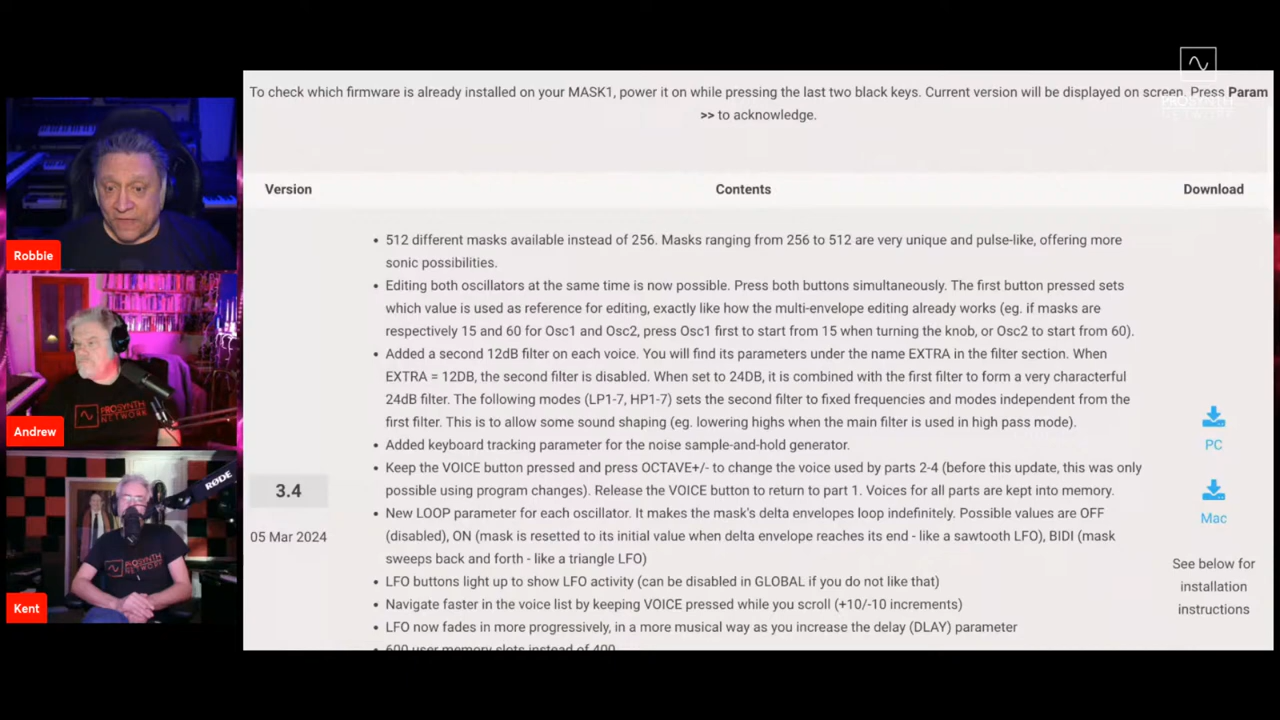 To check which firmware is already installed on your MASK1, power it on while pressing the last two black keys. Current version will be displayed on screen. Press Param
>> to acknowledge.
PROSYNTH
NETWORK
Version
Contents
Download
512 different masks available instead of 256. Masks ranging from 256 to 512 are very unique and pulse-like, offering more
sonic possibilities.
Editing both oscillators at the same time is now possible. Press both buttons simultaneously. The first button pressed sets
which value is used as reference for editing, exactly like how the multi-envelope editing already works (eg. if masks are
respectively 15 and 60 for Osc1 and Osc2, press Osc1 first to start from 15 when turning the knob, or Osc2 to start from 60).
Added a second 12dB filter on each voice. You will find its parameters under the name EXTRA in the filter section. When
EXTRA = 12DB, the second filter is disabled. When set to 24DB, it is combined with the first filter to form a very characterful
24dB filter. The following modes (LP1-7, HP1-7) sets the second filter to fixed frequencies and modes independent from the
first filter. This is to allow some sound shaping (eg. lowering highs when the main filter is used in high pass mode).
Added keyboard tracking parameter for the noise sample-and-hold generator.
Keep the VOICE button pressed and press OCTAVE+/- to change the voice used by parts 2-4 (before this update, this was only
possible using program changes). Release the VOICE button to return to part 1. Voices for all parts are kept into memory.
New LOOP parameter for each oscillator. It makes the mask's delta envelopes loop indefinitely. Possible values are OFF
(disabled), ON (mask is resetted to its initial value when delta envelope reaches its end - like a sawtooth LFO), BIDI (mask
sweeps back and forth - like a triangle LFO)
LFO buttons light up to show LFO activity (can be disabled in GLOBAL if you do not like that)
Navigate faster in the voice list by keeping VOICE pressed while you scroll (+10/-10 increments)
LFO now fades in more progressively, in a more musical way as you increase the delay (DLAY) parameter
600 user memory slots instead of 400
3.4
05 Mar 2024
PC
Mac
See below for
installation
instructions
Robbie
PROSYNTH
NETWORK
Andrew
RØDE
PROSYNTH
NETWORK
Kent